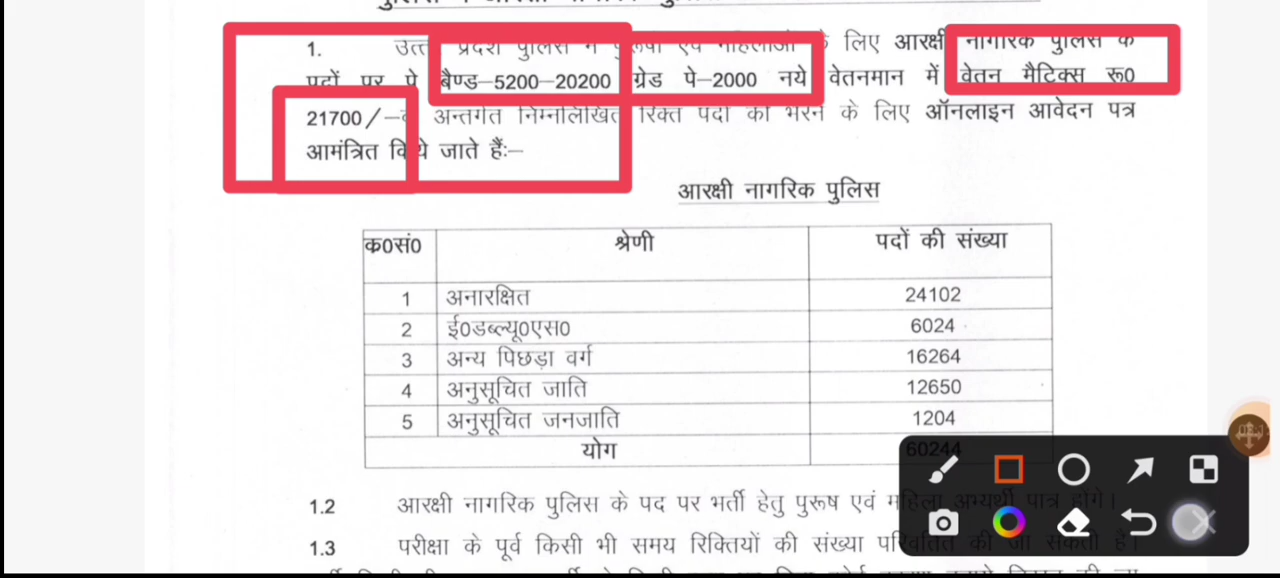 1. उत्तर प्रदेश पुलिस में पुरूषों एवं महिलाओं के लिए आरक्षी नागरिक पुलिस के
पदों पर पे बैण्ड–5200–20200 ग्रेड पे–2000 नये वेतनमान में वेतन मैटिक्स रू0
21700/– अन्तर्गत निम्नलिखित रिक्त पदों को भरने के लिए ऑनलाइन आवेदन पत्र
आमंत्रित किये जाते हैं:–
आरक्षी नागरिक पुलिस
क0सं0 श्रेणी पदों की संख्या
1 अनारक्षित 24102
2 ई0डब्ल्यू0एस0 6024
3 अन्य पिछड़ा वर्ग 16264
4 अनुसूचित जाति 12650
5 अनुसूचित जनजाति 1204
योग 60244
1.2 आरक्षी नागरिक पुलिस के पद पर भर्ती हेतु पुरूष एवं महिला अभ्यर्थी पात्र होंगे।
1.3 परीक्षा के पूर्व किसी भी समय रिक्तियों की संख्या परिवर्तित की जा सकती है।